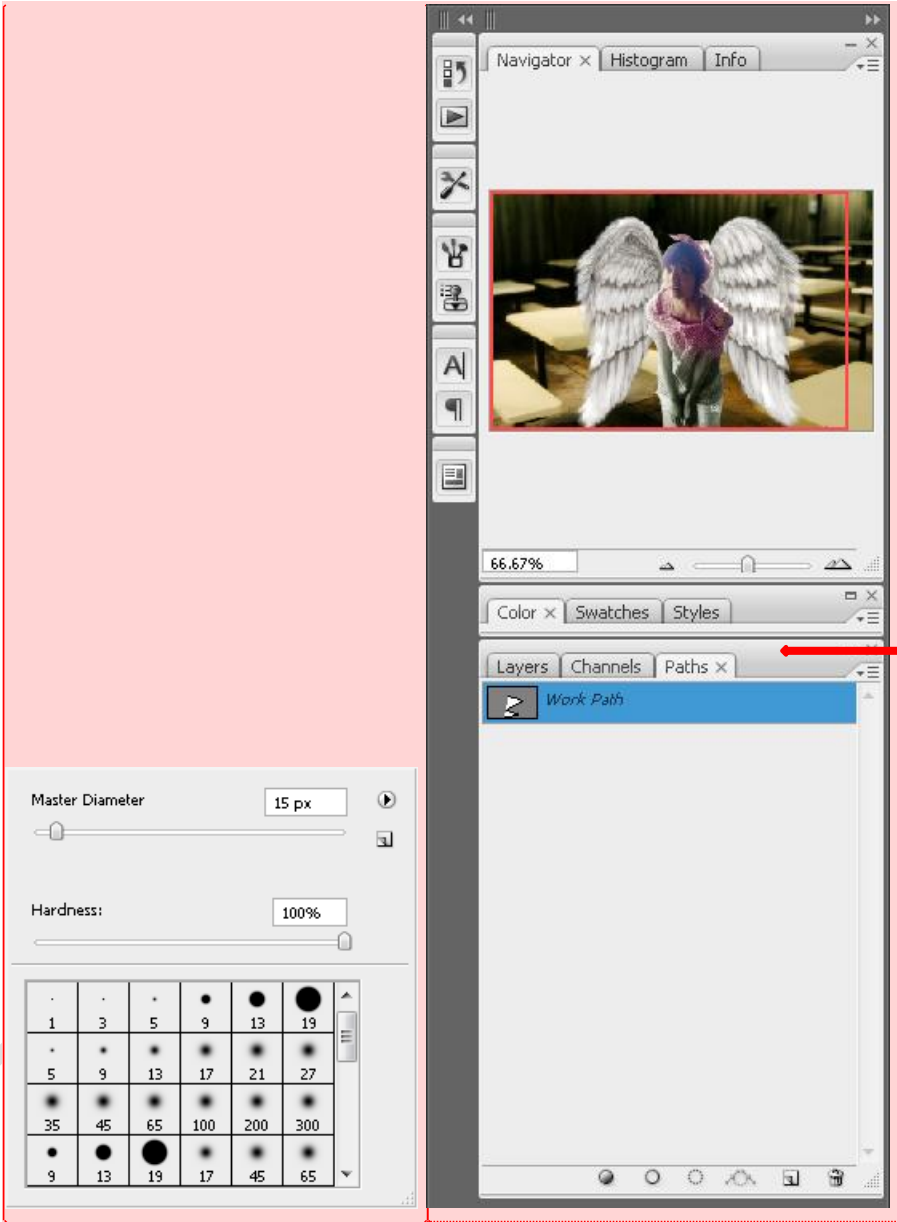 Navigator Histogram Info
66.67%
Color Swatches Styles
Layers Channels Paths
Work Path
Master Diameter 15 px
Hardness: 100%
1 3 5 9 13 19
5 9 13 17 21 27
35 45 65 100 200 300
9 13 19 17 45 65